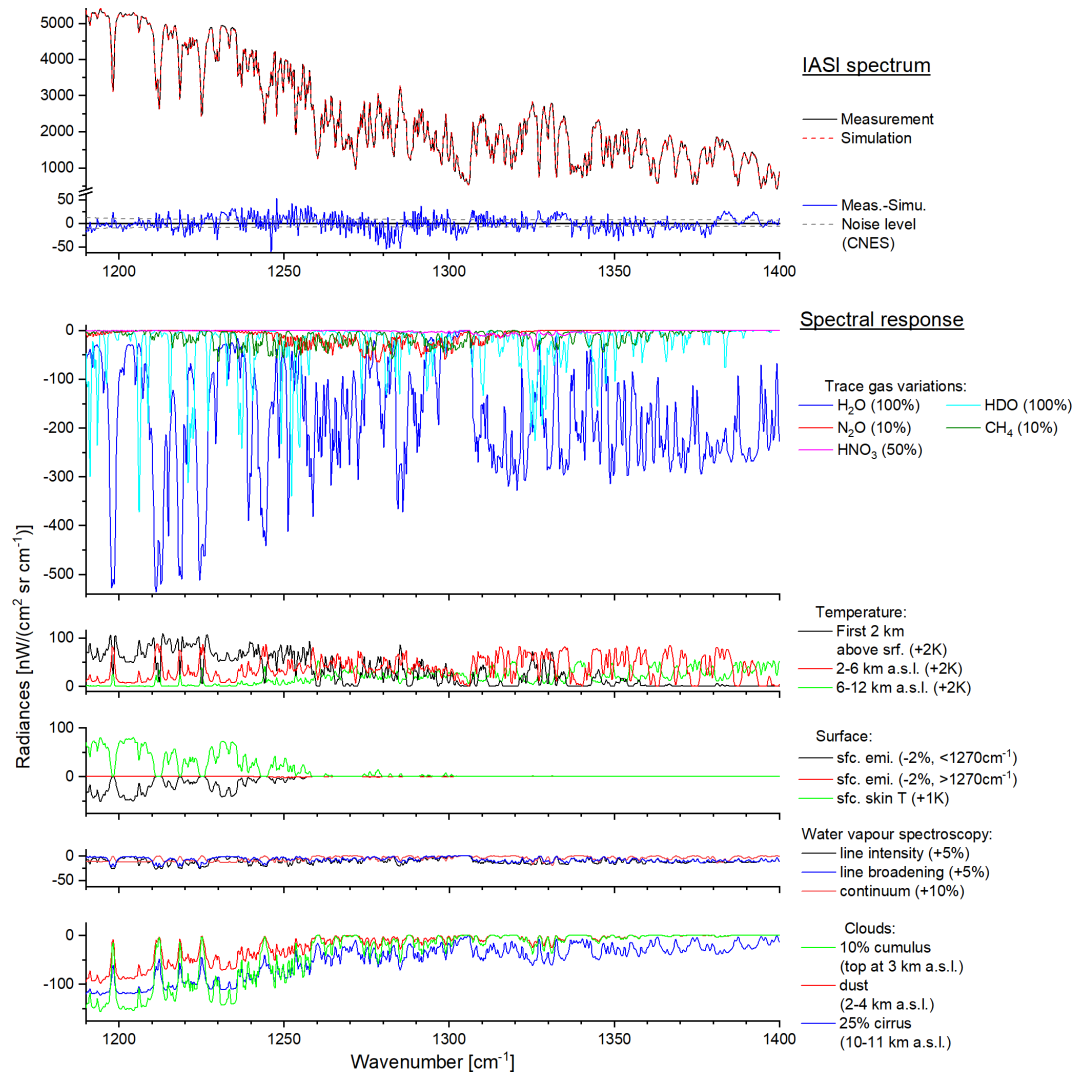 IASI spectrum
Measurement
Simulation
Meas.-Simu.
Noise level
(CNES)
5000
4000
3000
2000
1000
50
0
-50
1200 1250 1300 1350 1400
Spectral response
Trace gas variations:
H₂O (100%) HDO (100%)
N₂O (10%) CH₄ (10%)
HNO₃ (50%)
0
-100
-200
-300
-400
-500
Radiances [nW/(cm² sr cm⁻¹)]
Temperature:
First 2 km
above srf. (+2K)
2-6 km a.s.l. (+2K)
6-12 km a.s.l. (+2K)
100
0
Surface:
sfc. emi. (-2%, <1270cm⁻¹)
sfc. emi. (-2%, >1270cm⁻¹)
sfc. skin T (+1K)
100
0
Water vapour spectroscopy:
line intensity (+5%)
line broadening (+5%)
continuum (+10%)
0
-50
Clouds:
10% cumulus
(top at 3 km a.s.l.)
dust
(2-4 km a.s.l.)
25% cirrus
(10-11 km a.s.l.)
0
-100
1200 1250 1300 1350 1400
Wavenumber [cm⁻¹]